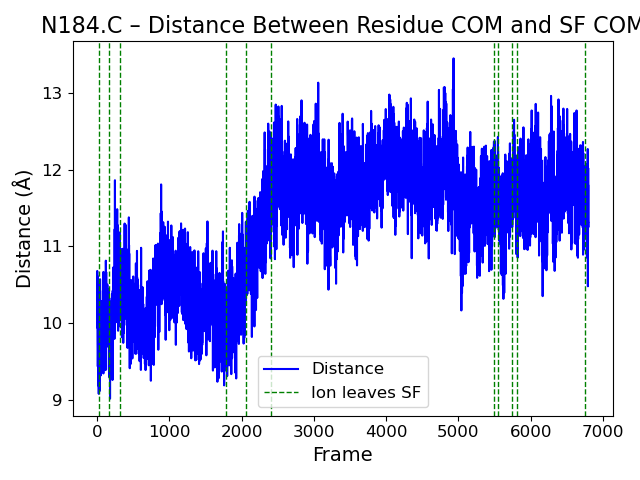 N184.C – Distance Between Residue COM and SF COM
Distance (Å)
13
12
11
10
9
Distance
Ion leaves SF
0 1000 2000 3000 4000 5000 6000 7000
Frame